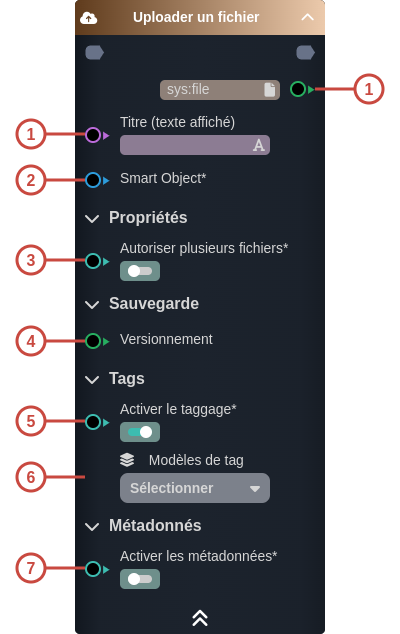 Uploader un fichier
sys:file
1
1
Titre (texte affiché)
A
2
Smart Object*
Propriétés
3
Autoriser plusieurs fichiers*
Sauvegarde
4
Versionnement
Tags
5
Activer le taggage*
6
Modèles de tag
Sélectionner
Métadonnés
7
Activer les métadonnées*